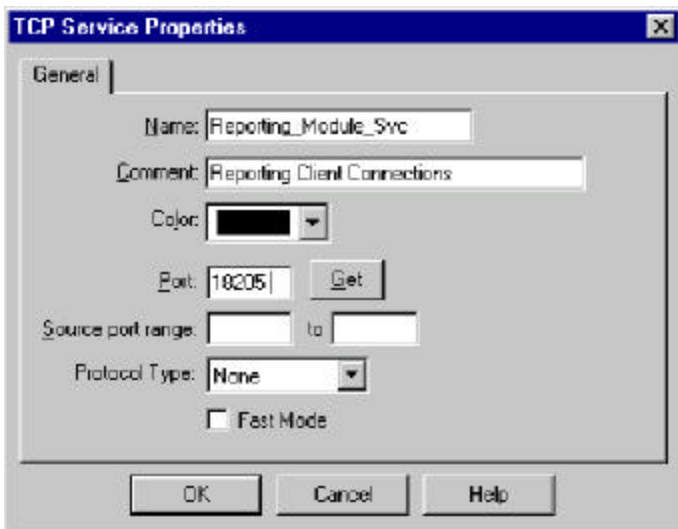 TCP Service Properties
General
Name: Reporting_Module_Svc
Comment: Reporting Client Connections
Color:
Port: 18205 Get
Source port range: to
Protocol Type: None
Fast Mode
OK Cancel Help